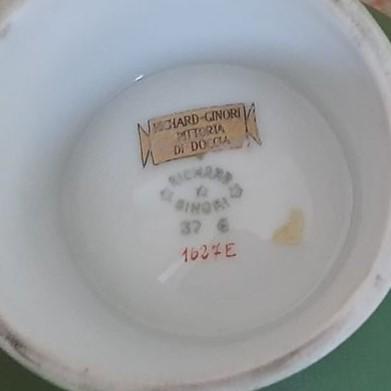 RICHARD-GINORI
PITTORIA
DI DOCCIA
RICHARD
GINORI
37 6
1627E